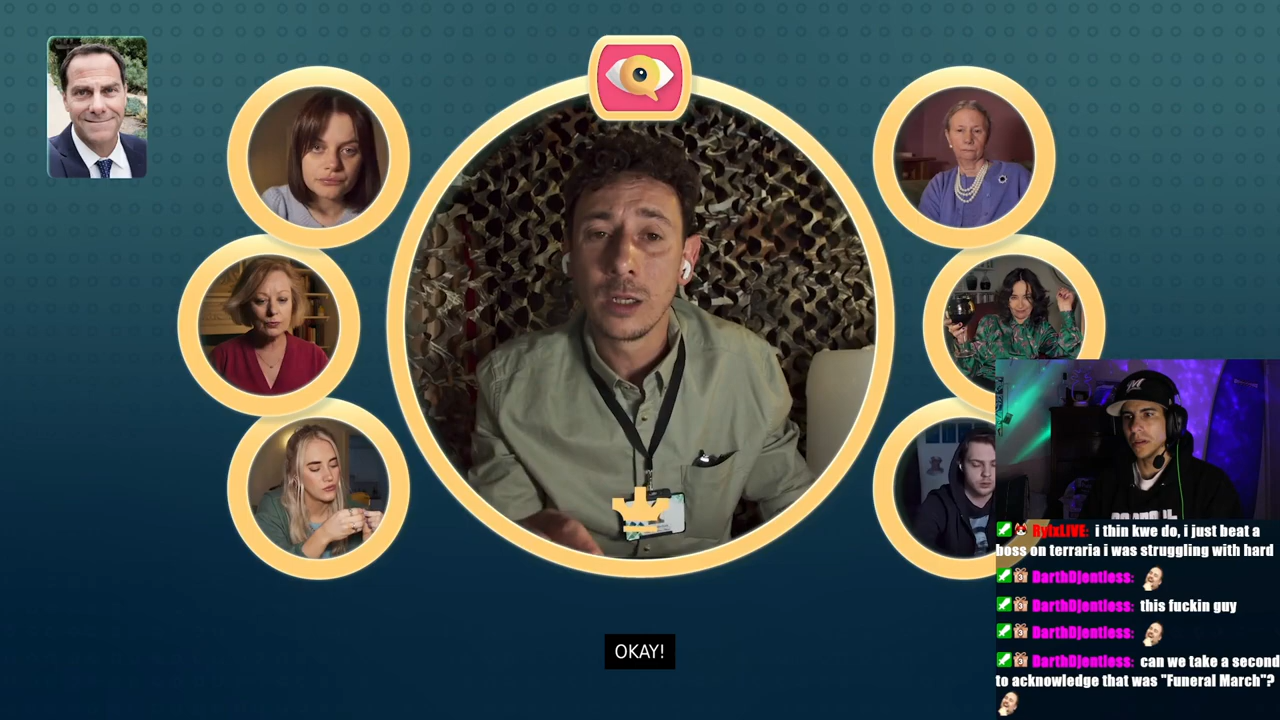 OKAY!
RylxLIVE: i thin kwe do, i just beat a
boss on terraria i was struggling with hard
DarthDjentless:
DarthDjentless: this fuckin guy
DarthDjentless:
DarthDjentless: can we take a second
to acknowledge that was "Funeral March"?